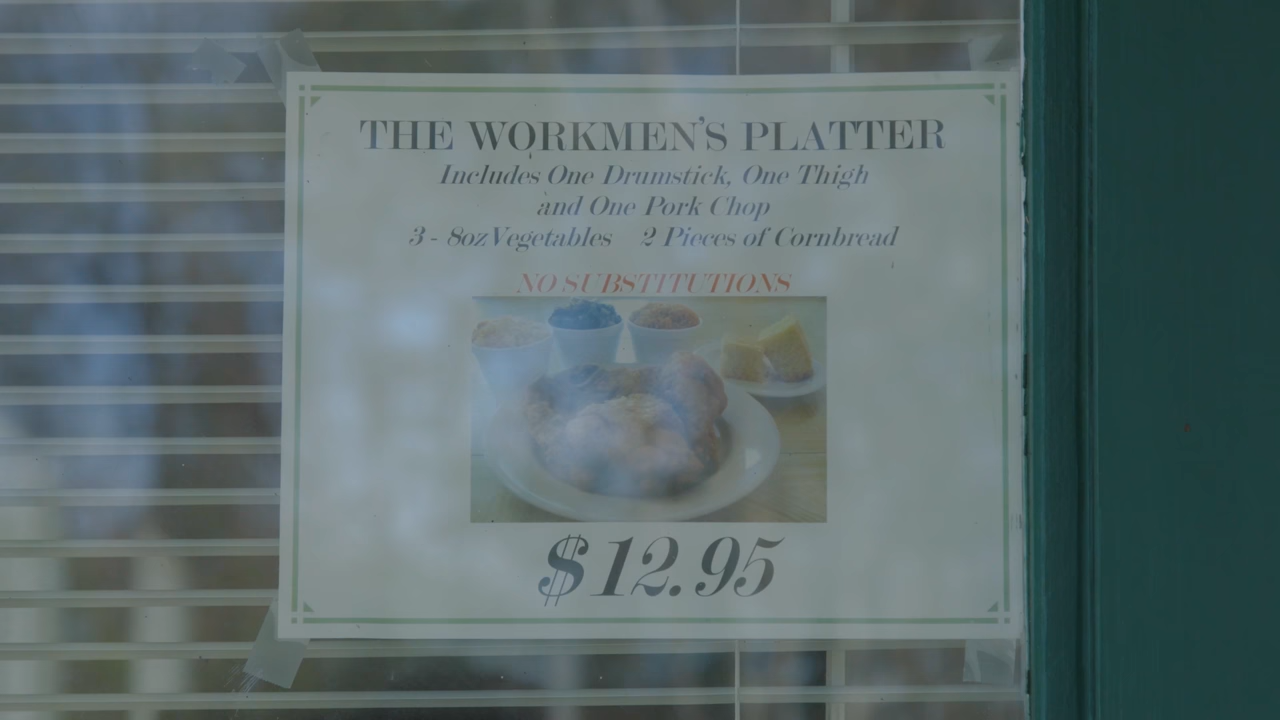 THE WORKMEN'S PLATTER
Includes One Drumstick, One Thigh
and One Pork Chop
3 - 8oz Vegetables 2 Pieces of Cornbread
NO SUBSTITUTIONS
$12.95